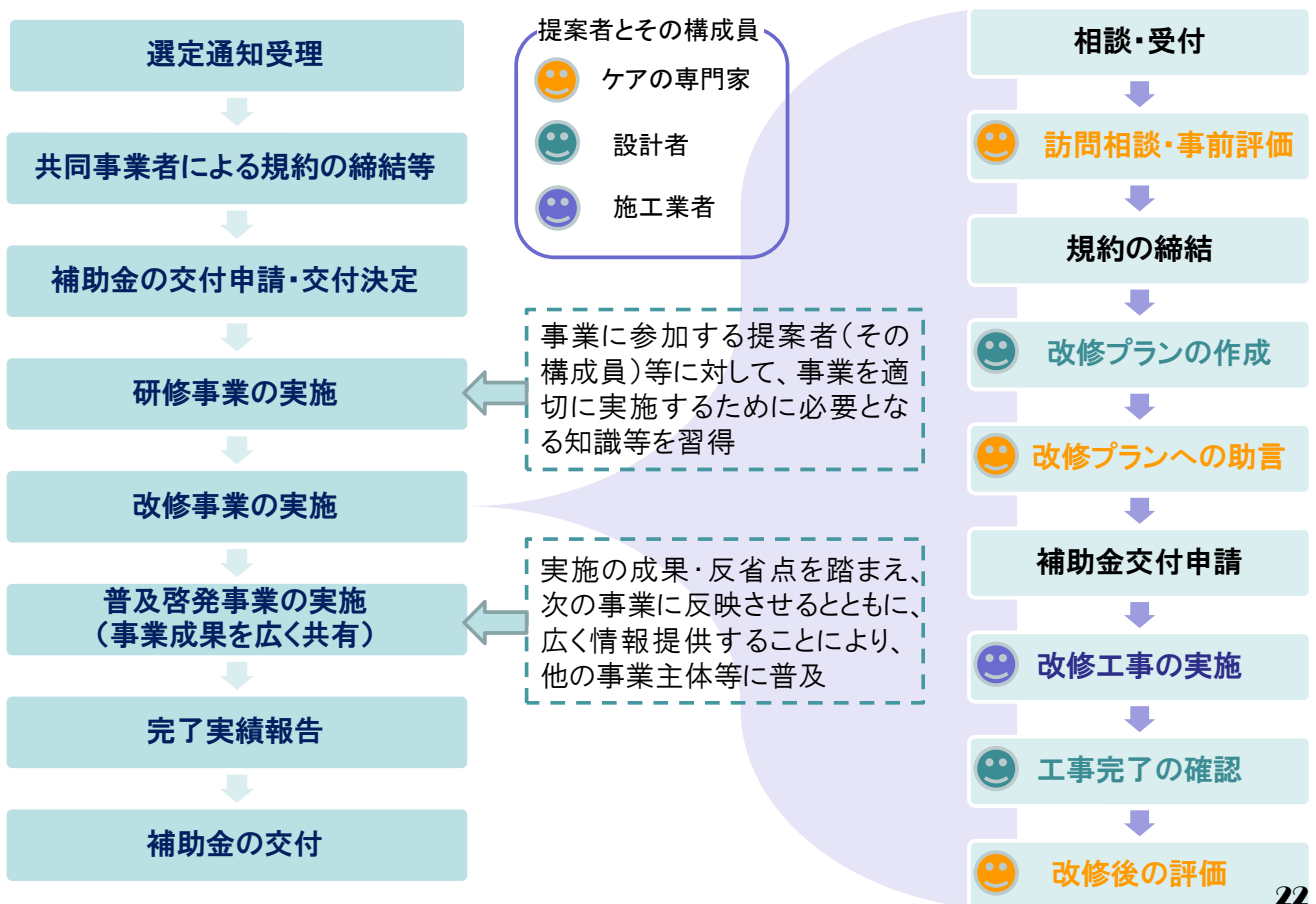 選定通知受理
共同事業者による規約の締結等
補助金の交付申請・交付決定
研修事業の実施
改修事業の実施
普及啓発事業の実施
（事業成果を広く共有）
完了実績報告
補助金の交付
提案者とその構成員
ケアの専門家
設計者
施工業者
事業に参加する提案者（その
構成員）等に対して、事業を適
切に実施するために必要とな
る知識等を習得
実施の成果・反省点を踏まえ、
次の事業に反映させるとともに、
広く情報提供することにより、
他の事業主体等に普及
相談・受付
訪問相談・事前評価
規約の締結
改修プランの作成
改修プランへの助言
補助金交付申請
改修工事の実施
工事完了の確認
改修後の評価
22